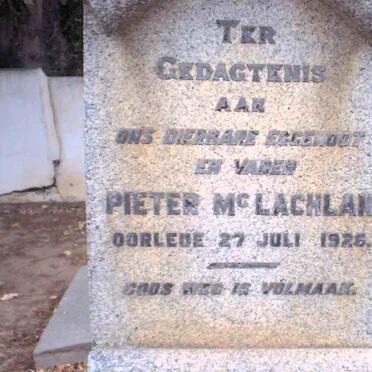 TER
GEDAGTENIS
AAN
ONS DIERBARE EGGENOOT
EN VADER
PIETER MCLACHLAN
OORLEDE 27 JULI 1926.
GODS WEG IS VOLMAAK.